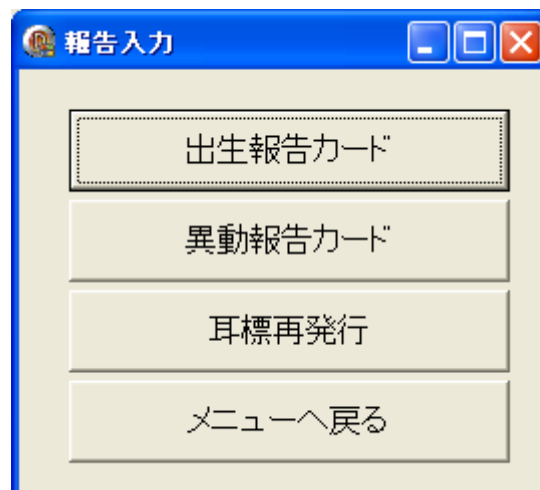 報告入力
出生報告カード
異動報告カード
耳標再発行
メニューへ戻る